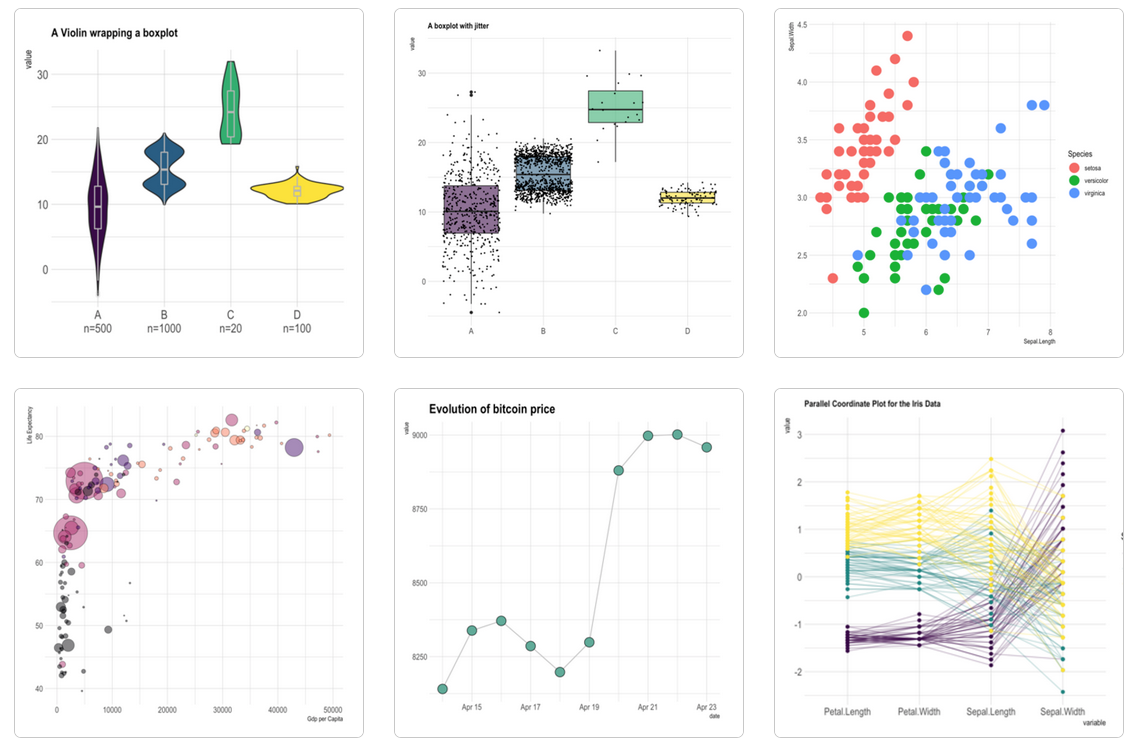 A Violin wrapping a boxplot
value
30
20
10
0
A
n=500
B
n=1000
C
n=20
D
n=100
A boxplot with jitter
value
30
20
10
0
A
B
C
D
Sepal.Width
4.5
4.0
3.5
3.0
2.5
2.0
5
6
7
8
Sepal.Length
Species
setosa
versicolor
virginica
Life Expectancy
80
70
60
50
40
0
10000
20000
30000
40000
50000
Gdp per Capita
Evolution of bitcoin price
value
9000
8750
8500
8250
Apr 15
Apr 17
Apr 19
Apr 21
Apr 23
date
Parallel Coordinate Plot for the Iris Data
value
3
2
1
0
-1
-2
Petal.Length
Petal.Width
Sepal.Length
Sepal.Width
variable